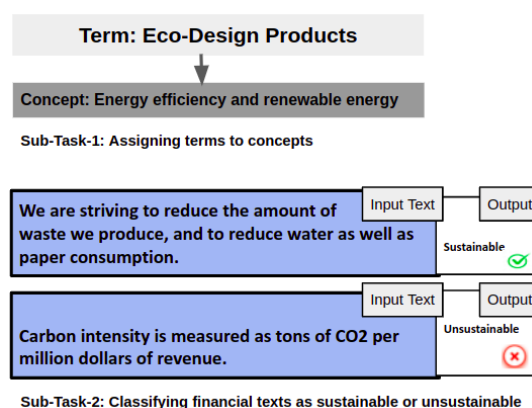 Term: Eco-Design Products
Concept: Energy efficiency and renewable energy
Sub-Task-1: Assigning terms to concepts
Input Text
Output
We are striving to reduce the amount of
waste we produce, and to reduce water as well as
paper consumption.
Sustainable
Input Text
Output
Carbon intensity is measured as tons of CO2 per
million dollars of revenue.
Unsustainable
Sub-Task-2: Classifying financial texts as sustainable or unsustainable